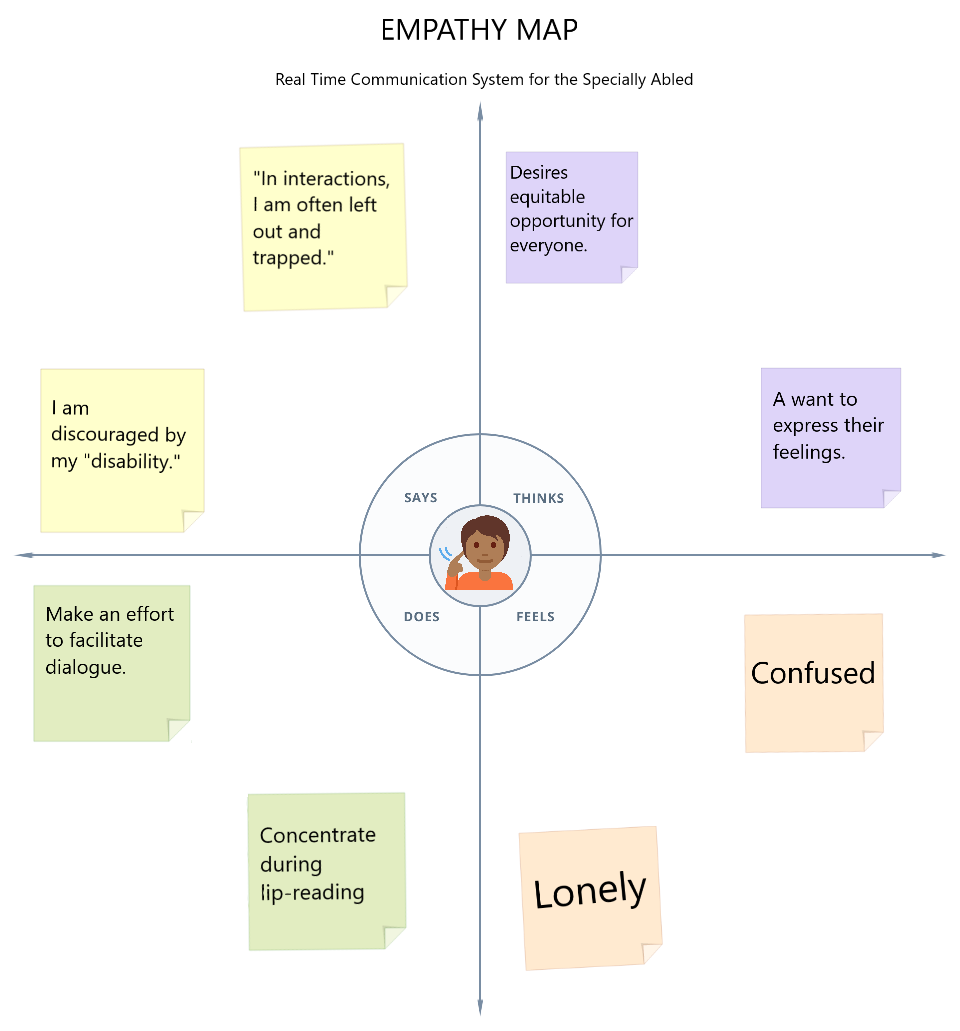 EMPATHY MAP
Real Time Communication System for the Specially Abled
"In interactions,
I am often left
out and
trapped."
Desires
equitable
opportunity for
everyone.
I am
discouraged by
my "disability."
A want to
express their
feelings.
SAYS
THINKS
DOES
FEELS
Make an effort
to facilitate
dialogue.
Confused
Concentrate
during
lip-reading
Lonely